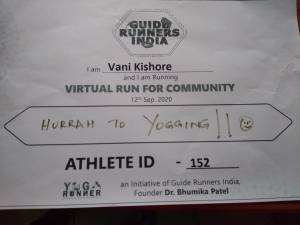 GUIDE
RUNNERS
INDIA
I am Vani Kishore
and I am Running
VIRTUAL RUN FOR COMMUNITY
12th Sep. 2020
HURRAH TO YOGGING!! ☺
ATHLETE ID - 152
YOGA
RUNNER
an Initiative of Guide Runners India,
Founder Dr. Bhumika Patel